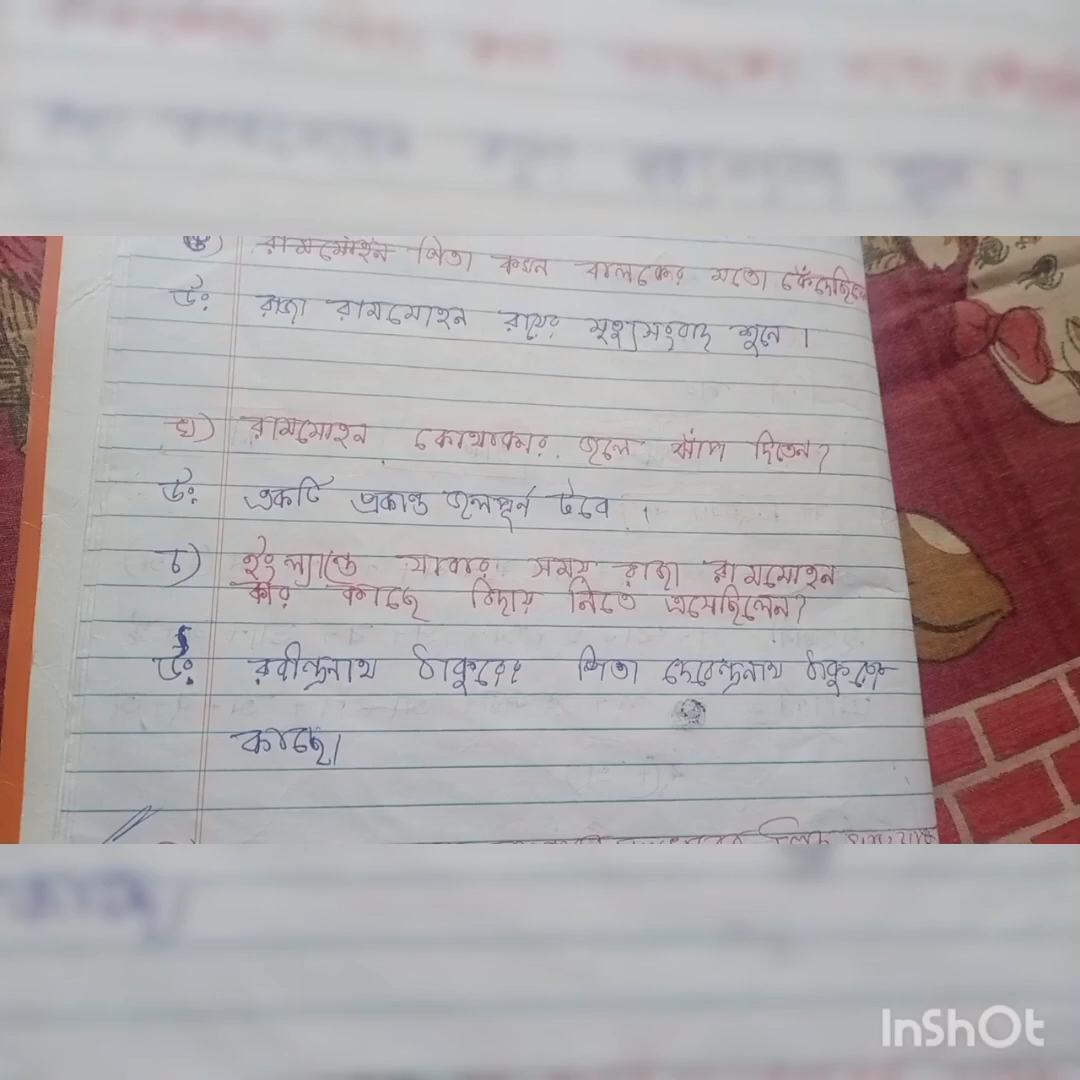 ঙ) রামমোহন পিতা কখন বালকের মতো কেঁদেছিলেন
উঃ রাজা রামমোহন রায়ের মৃত্যুসংবাদ শুনে।
ঘ) রামমোহন কোথাকার জলে ঝাঁপ দিতেন?
উঃ একটি প্রকান্ড জলপূর্ন টবে।
চ) ইংল্যান্ডে যাবার সময় রাজা রামমোহন
কার কাছে বিদায় নিতে এসেছিলেন?
উঃ রবীন্দ্রনাথ ঠাকুরের পিতা দেবেন্দ্রনাথ ঠাকুরের
কাছে।
InShOt